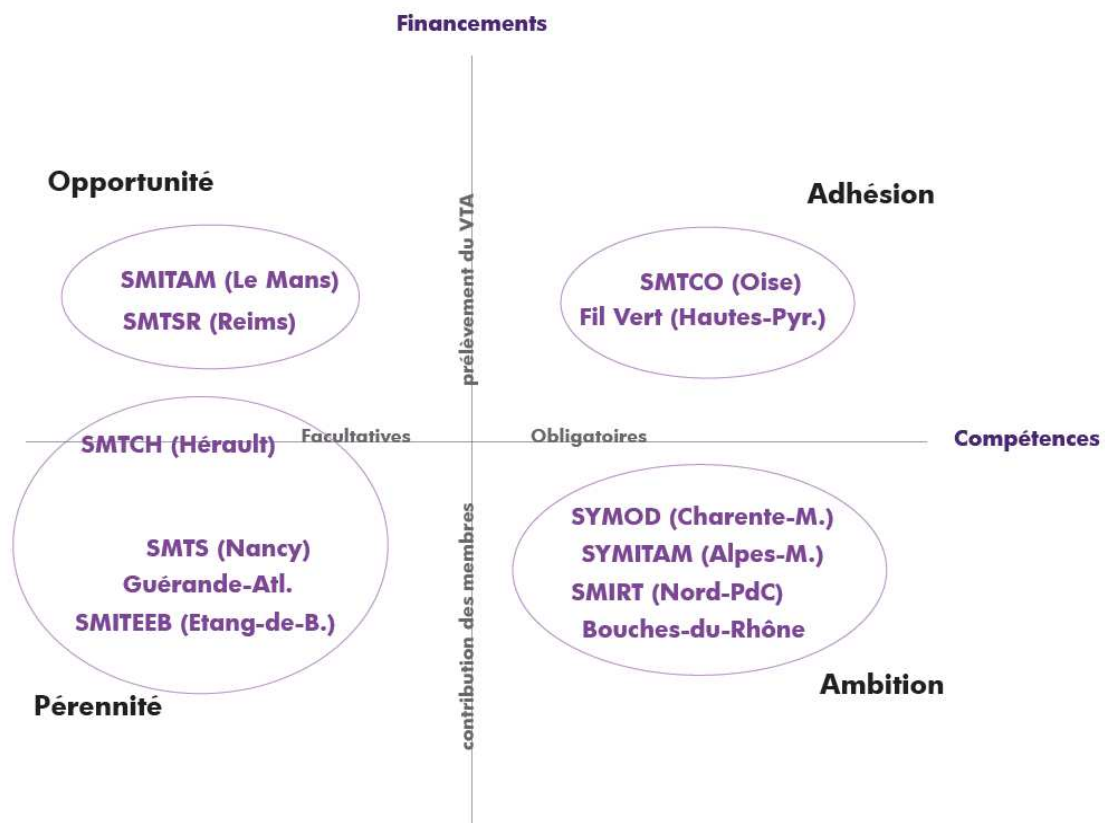 Financements
Opportunité
Adhésion
prélèvement du VTA
SMITAM (Le Mans)
SMTSR (Reims)
SMTCO (Oise)
Fil Vert (Hautes-Pyr.)
SMTCH (Hérault)
Facultatives
Obligatoires
Compétences
SMTS (Nancy)
Guérande-Atl.
SMITEEB (Etang-de-B.)
contribution des membres
SYMOD (Charente-M.)
SYMITAM (Alpes-M.)
SMIRT (Nord-PdC)
Bouches-du-Rhône
Pérennité
Ambition